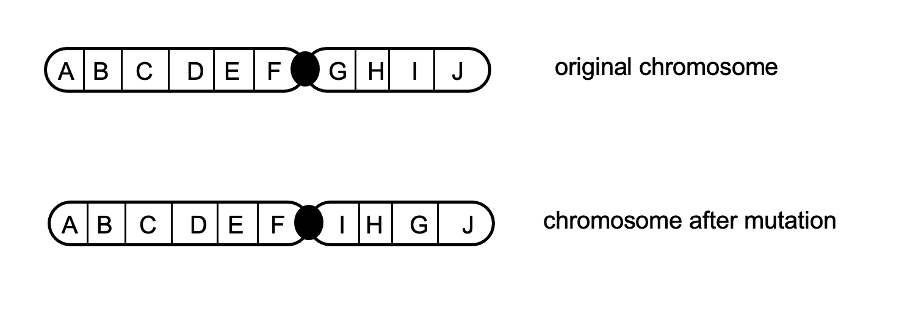 A B C D E F G H I J original chromosome
A B C D E F I H G J chromosome after mutation